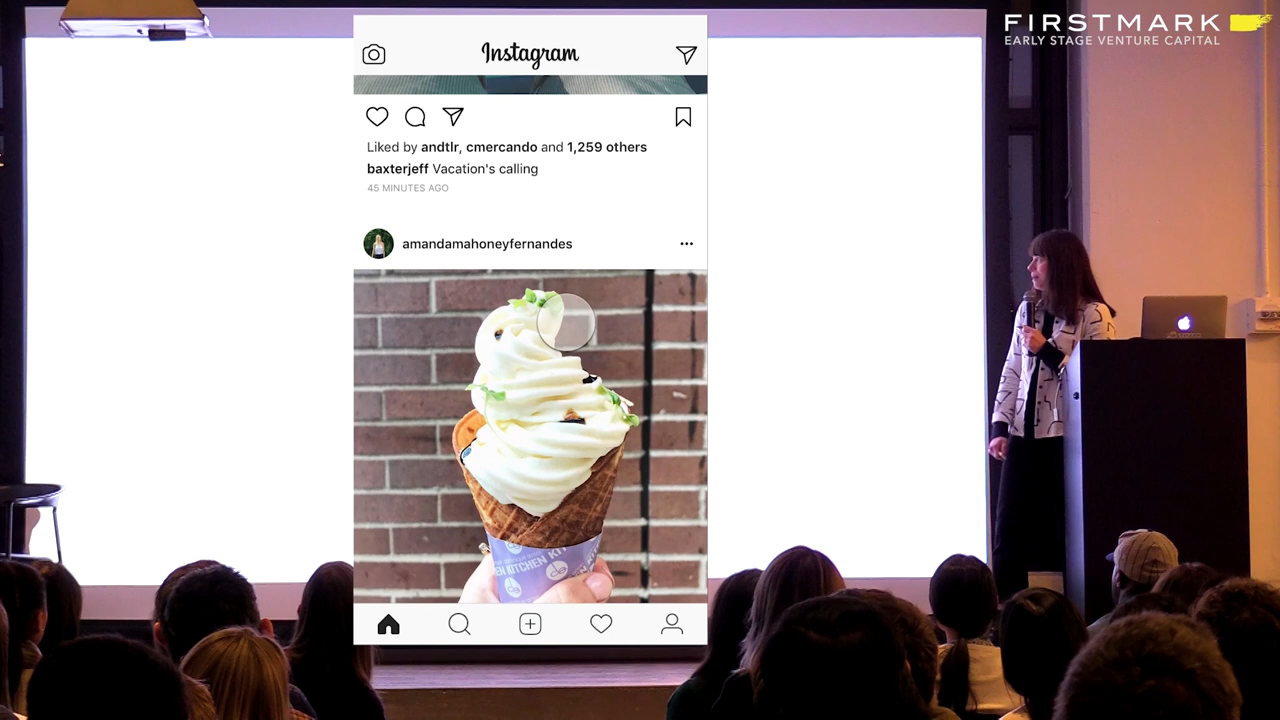 FIRSTMARK
EARLY STAGE VENTURE CAPITAL
Instagram
Liked by andtlr, cmercando and 1,259 others
baxterjeff Vacation's calling
45 MINUTES AGO
amandamahoneyfernandes
KITCHEN